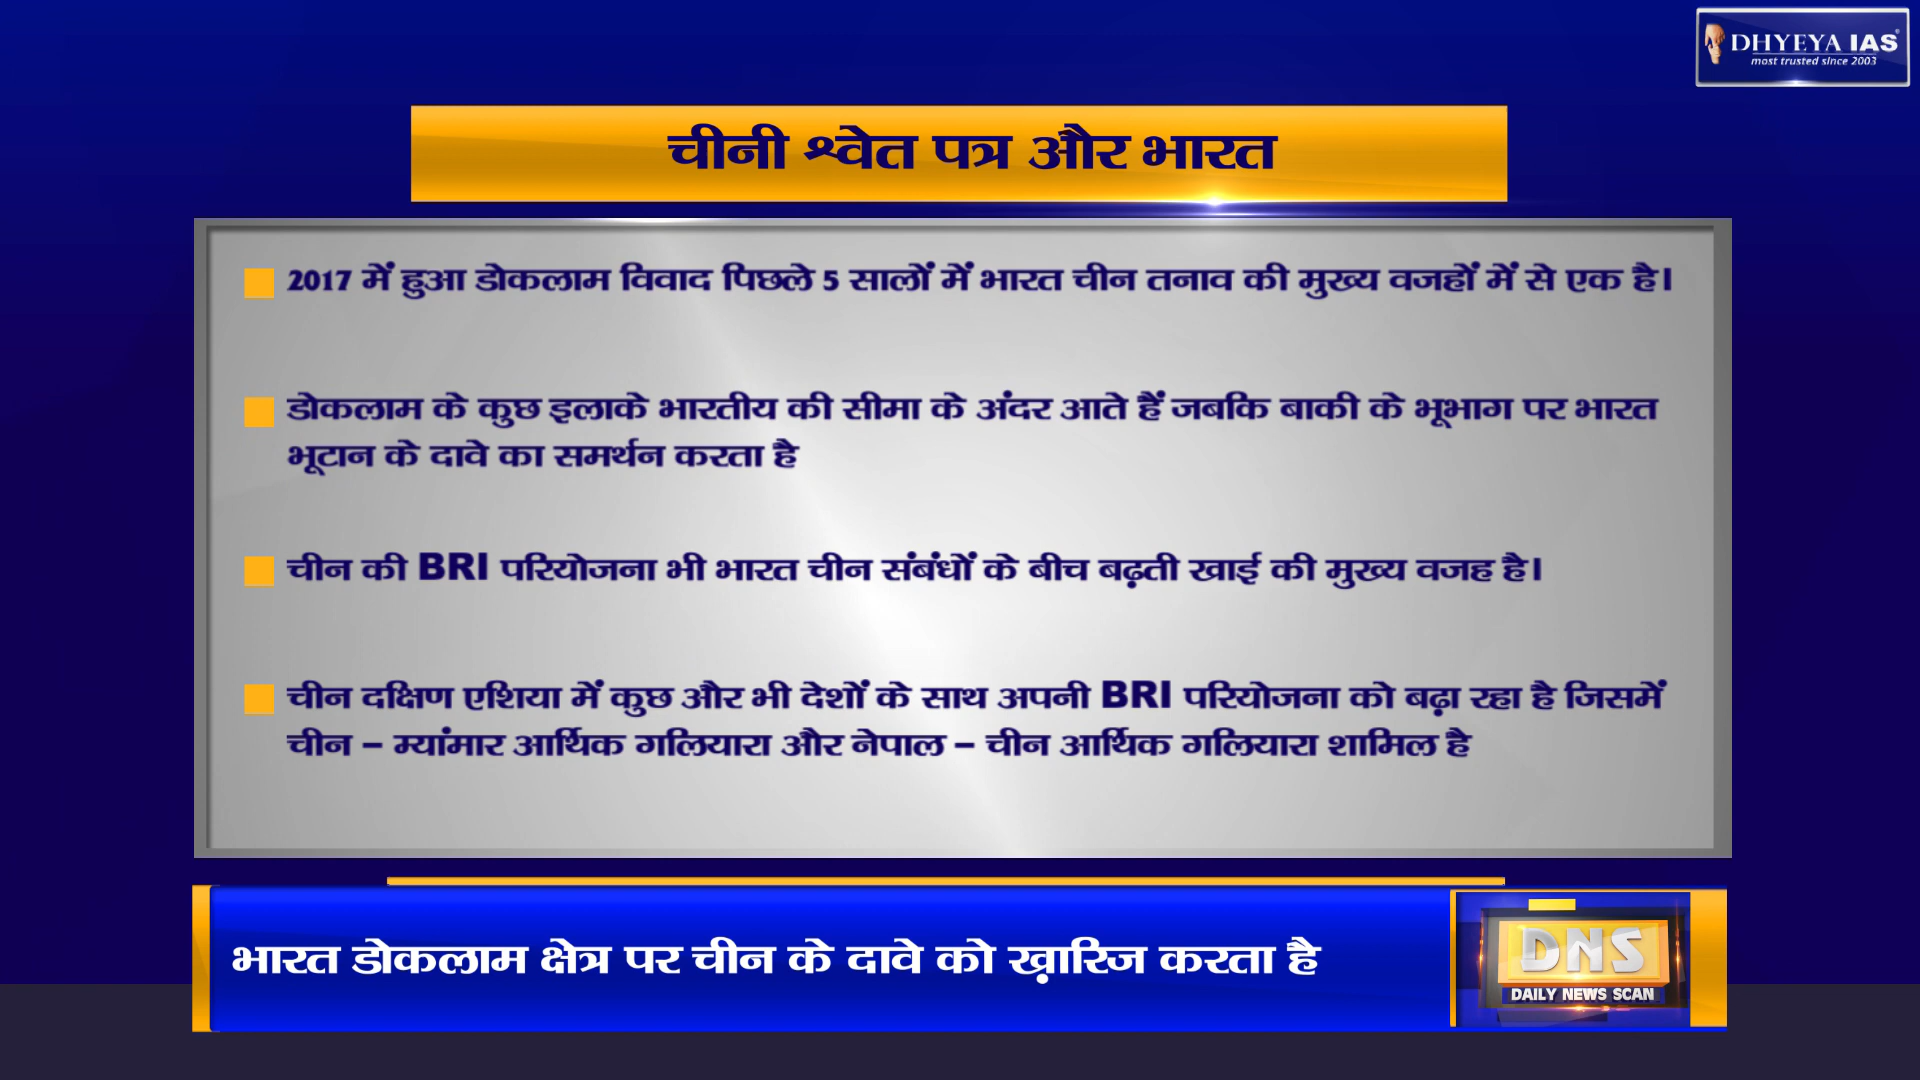 DHYEYA IAS
most trusted since 2003
चीनी श्वेत पत्र और भारत
2017 में हुआ डोकलाम विवाद पिछले 5 सालों में भारत चीन तनाव की मुख्य वजहों में से एक है।
डोकलाम के कुछ इलाके भारतीय की सीमा के अंदर आते हैं जबकि बाकी के भूभाग पर भारत
भूटान के दावे का समर्थन करता है
चीन की BRI परियोजना भी भारत चीन संबंधों के बीच बढ़ती खाई की मुख्य वजह है।
चीन दक्षिण एशिया में कुछ और भी देशों के साथ अपनी BRI परियोजना को बढ़ा रहा है जिसमें
चीन – म्यांमार आर्थिक गलियारा और नेपाल – चीन आर्थिक गलियारा शामिल है
भारत डोकलाम क्षेत्र पर चीन के दावे को ख़ारिज करता है
DNS
DAILY NEWS SCAN